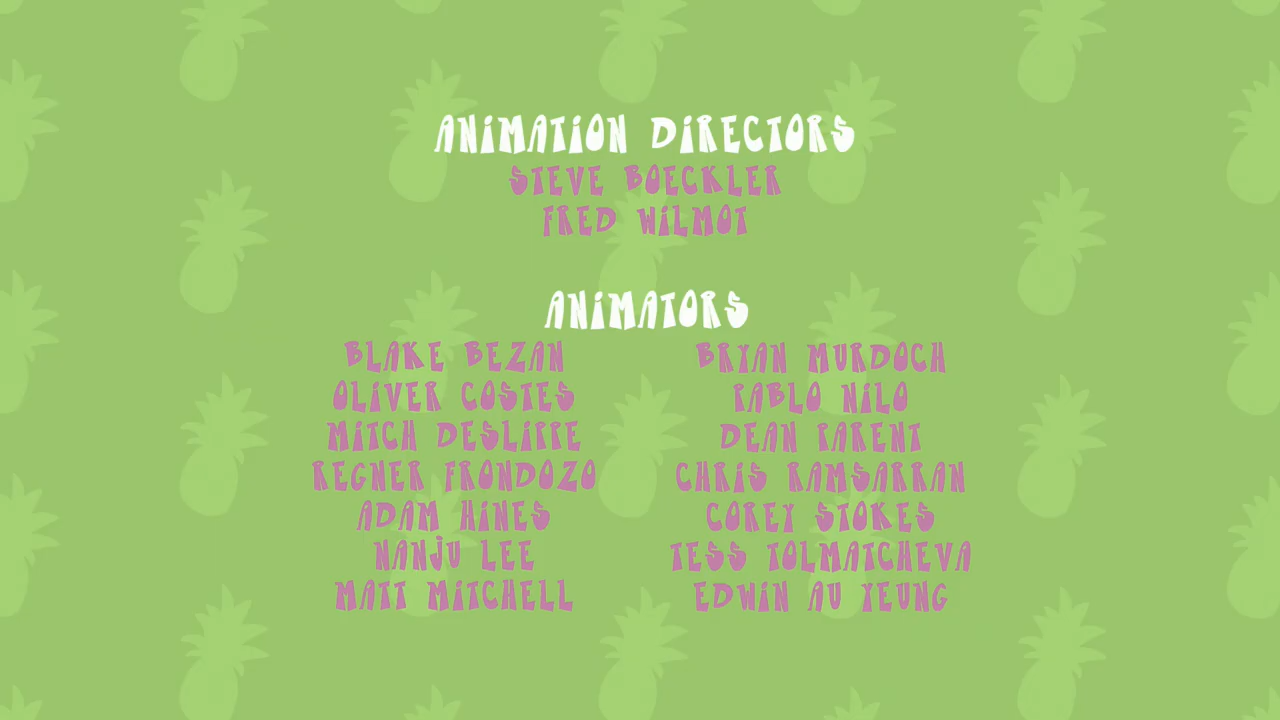 ANIMATION DIRECTORS
STEVE BOECKLER
FRED WILMOT
ANIMATORS
BLAKE BEZAN
OLIVER COSTES
MITCH DESLIPPE
REGNER FRONDOZO
ADAM HINES
NANJU LEE
MATT MITCHELL
BRYAN MURDOCH
PABLO NILO
DEAN PARENT
CHRIS RAMSARRAN
COREY STOKES
TESS TOLMATCHEVA
EDWIN AU YEUNG